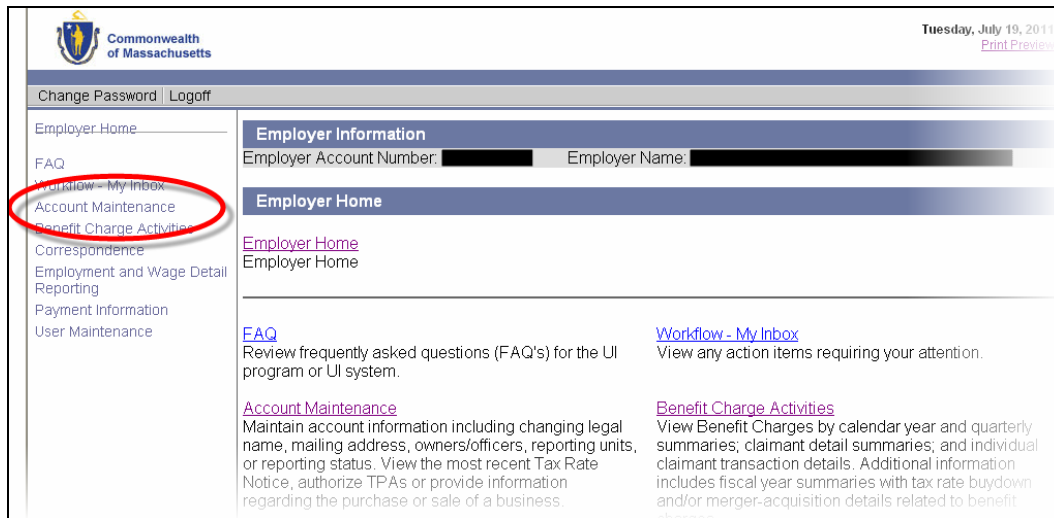 Commonwealth
of Massachusetts
Tuesday, July 19, 2011
Print Preview
Change Password | Logoff
Employer Home
FAQ
Workflow - My Inbox
Account Maintenance
Benefit Charge Activities
Correspondence
Employment and Wage Detail
Reporting
Payment Information
User Maintenance
Employer Information
Employer Account Number: Employer Name:
Employer Home
Employer Home
Employer Home
FAQ
Review frequently asked questions (FAQ's) for the UI
program or UI system.
Workflow - My Inbox
View any action items requiring your attention.
Account Maintenance
Maintain account information including changing legal
name, mailing address, owners/officers, reporting units,
or reporting status. View the most recent Tax Rate
Notice, authorize TPAs or provide information
regarding the purchase or sale of a business.
Benefit Charge Activities
View Benefit Charges by calendar year and quarterly
summaries; claimant detail summaries; and individual
claimant transaction details. Additional information
includes fiscal year summaries with tax rate buydown
and/or merger-acquisition details related to benefit